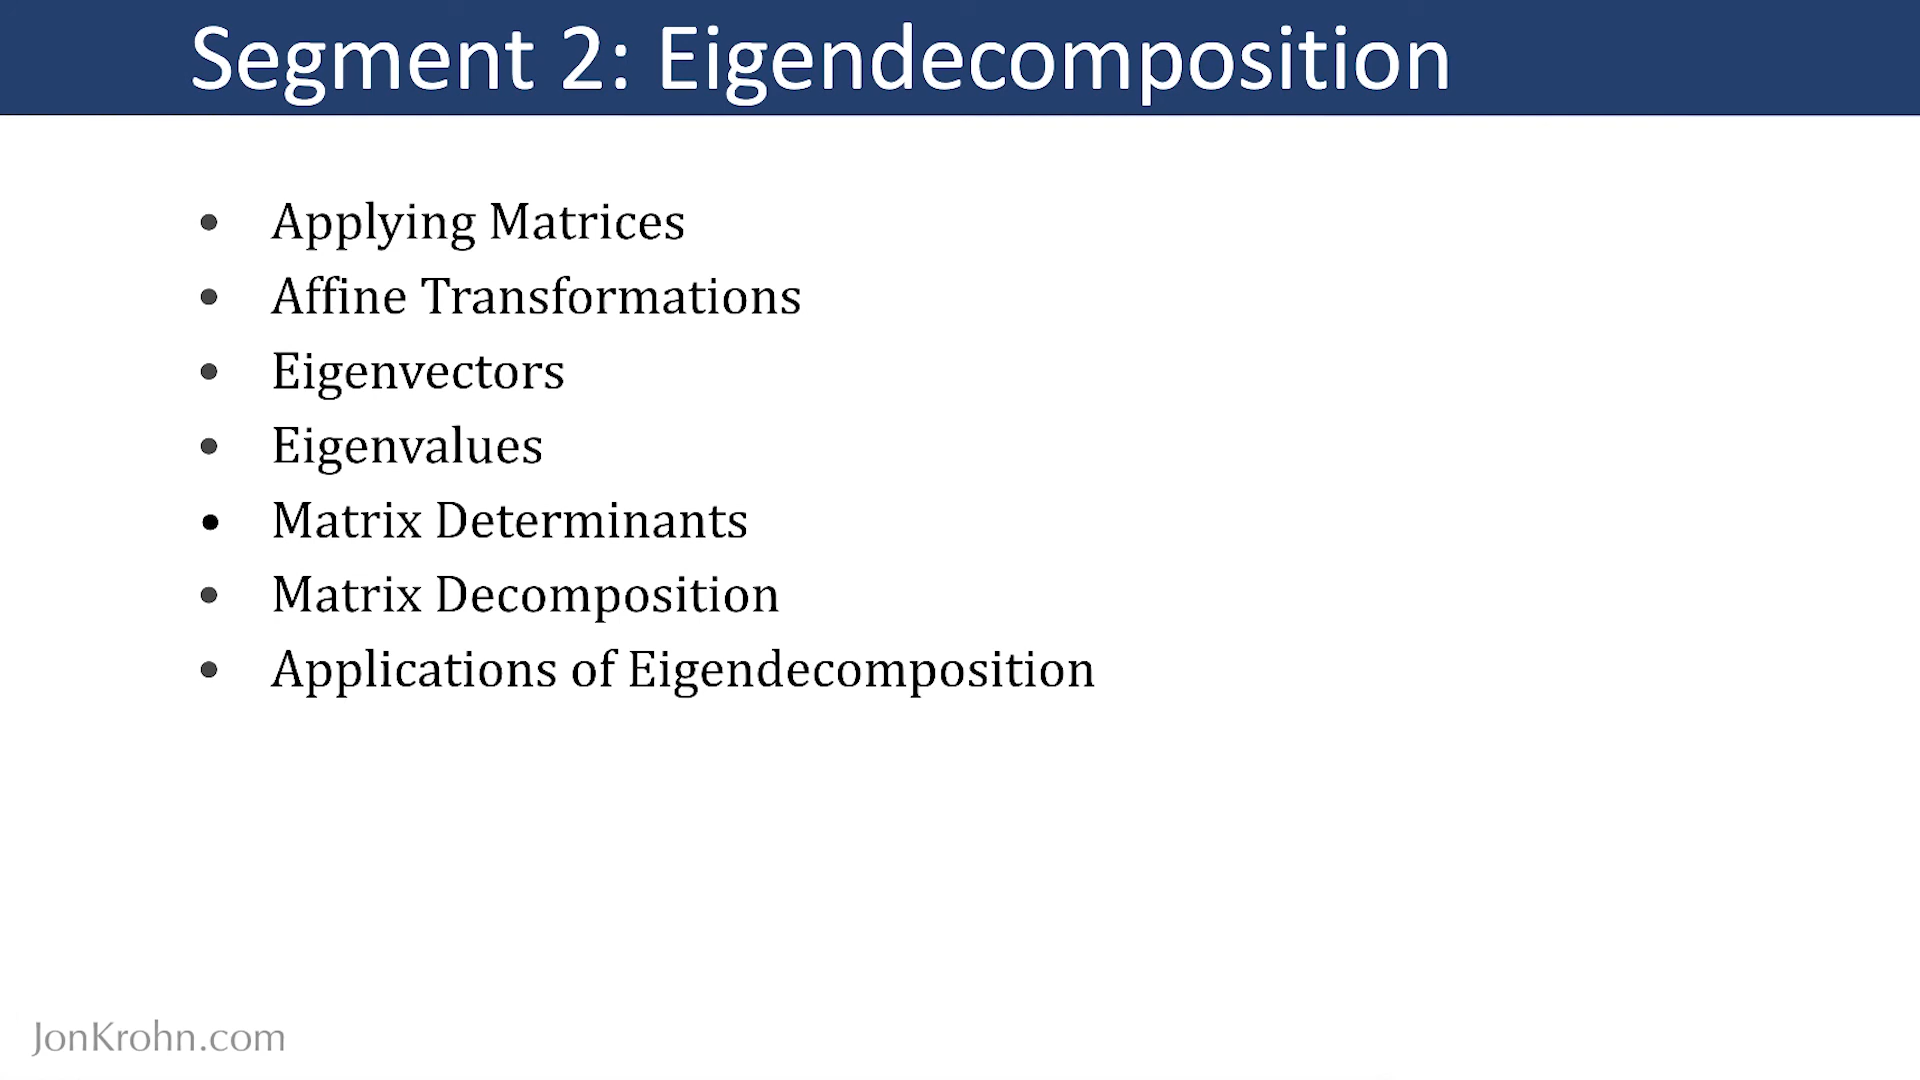 Segment 2: Eigendecomposition
• Applying Matrices
• Affine Transformations
• Eigenvectors
• Eigenvalues
• Matrix Determinants
• Matrix Decomposition
• Applications of Eigendecomposition
JonKrohn.com